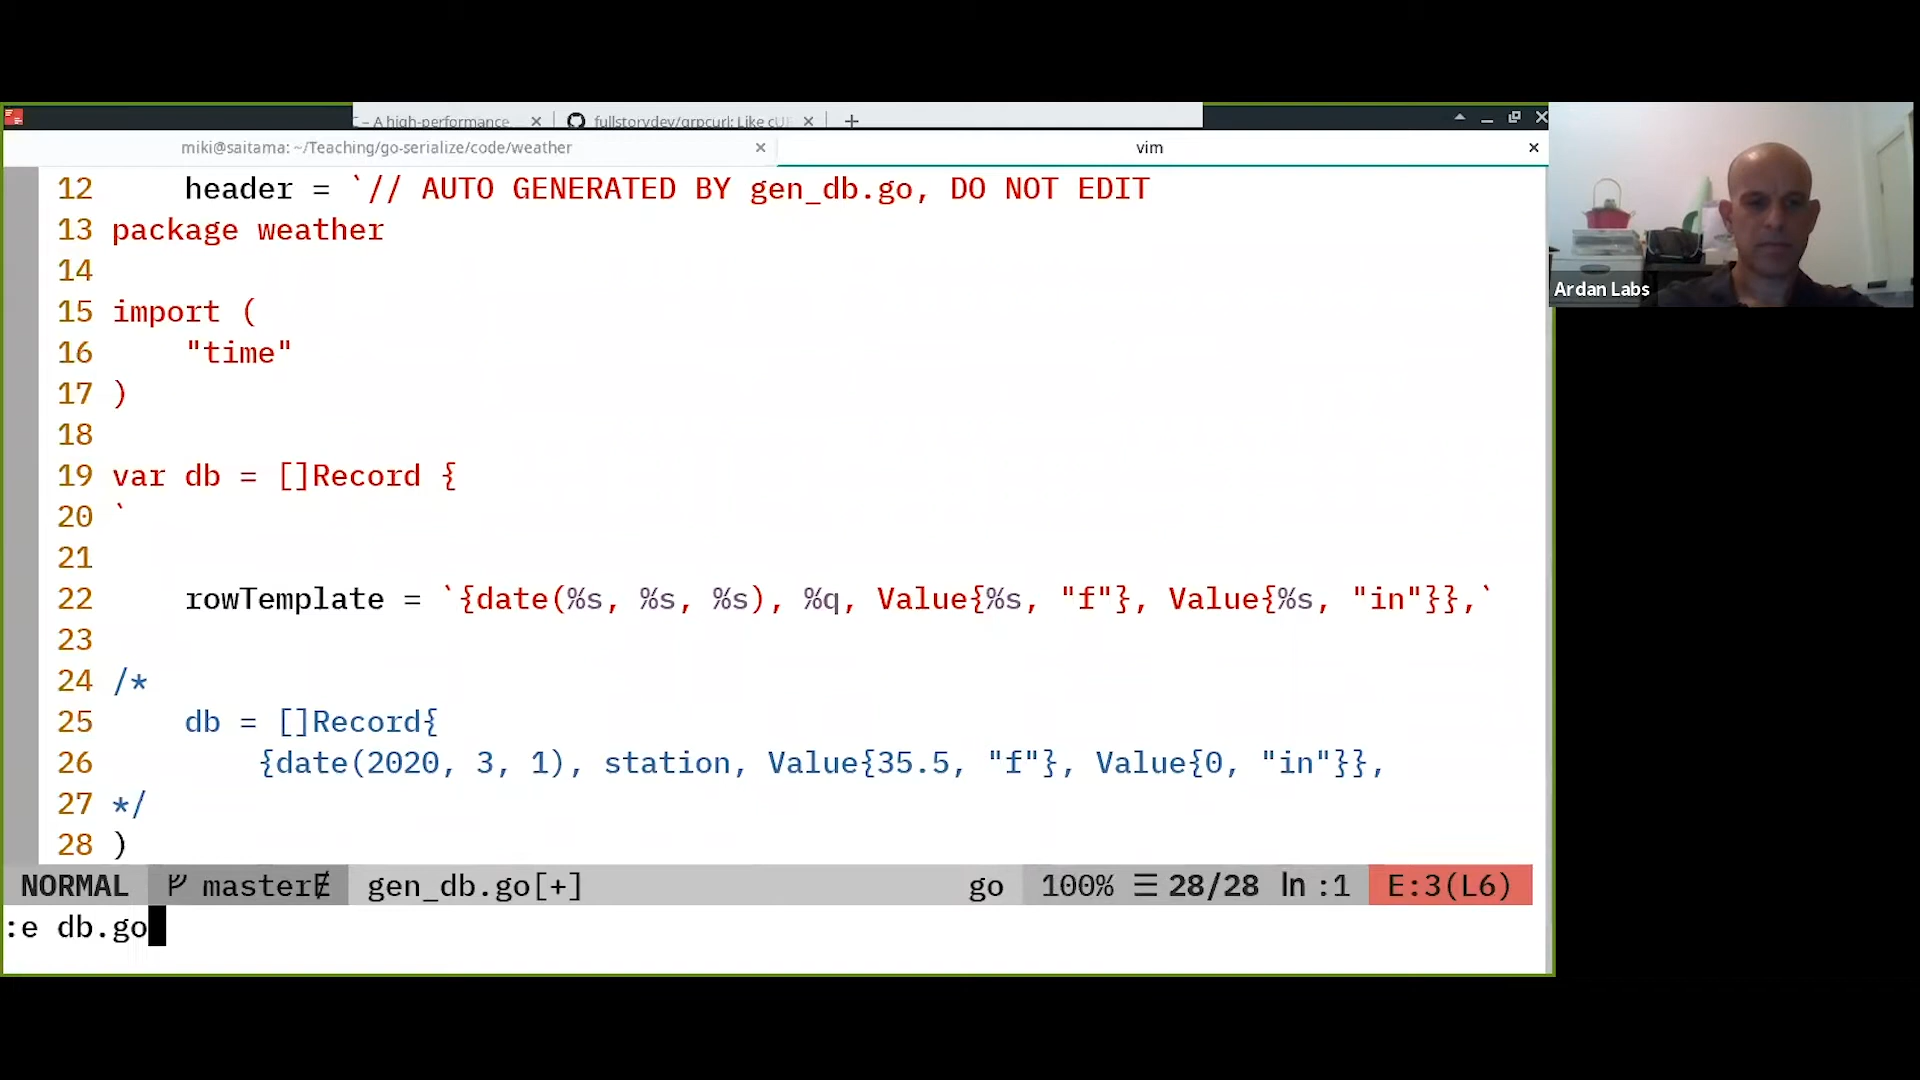 C – A high-performance
fullstorydev/grpcurl: Like cU
miki@saitama: ~/Teaching/go-serialize/code/weather
vim
12 header = `// AUTO GENERATED BY gen_db.go, DO NOT EDIT
13 package weather
14
15 import (
16 "time"
17 )
18
19 var db = []Record {
20 `
21
22 rowTemplate = `{date(%s, %s, %s), %q, Value{%s, "f"}, Value{%s, "in"}},`
23
24 /*
25 db = []Record{
26 {date(2020, 3, 1), station, Value{35.5, "f"}, Value{0, "in"}},
27 */
28 )
NORMAL master gen_db.go[+] go 100% ☰ 28/28 ln :1 E:3(L6)
:e db.go
Ardan Labs